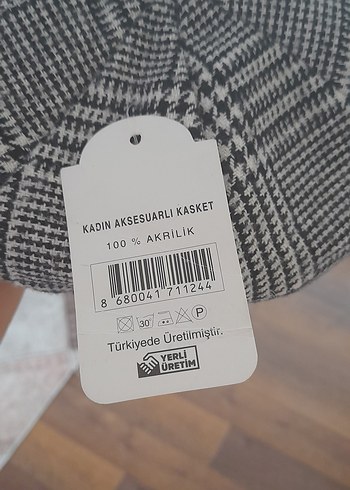 KADIN AKSESUARLI KASKET
100 % AKRİLİK
8 680041 711244
30 P
Türkiyede Üretilmiştir.
YERLİ
ÜRETİM